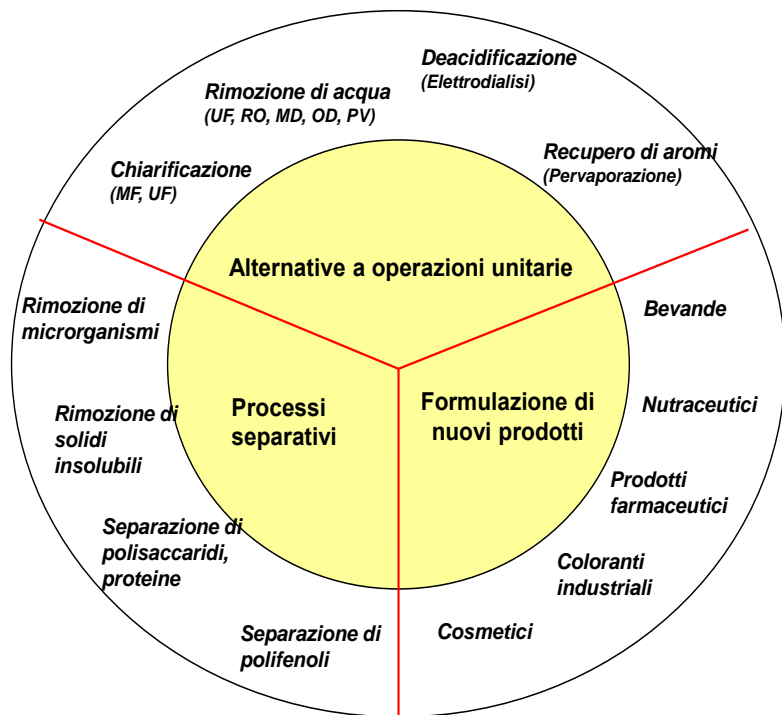 Deacidificazione
(Elettrodialisi)
Rimozione di acqua
(UF, RO, MD, OD, PV)
Recupero di aromi
(Pervaporazione)
Chiarificazione
(MF, UF)
Alternative a operazioni unitarie
Rimozione di
microrganismi
Rimozione di
solidi
insolubili
Separazione di
polisaccaridi,
proteine
Separazione di
polifenoli
Processi
separativi
Formulazione di
nuovi prodotti
Bevande
Nutraceutici
Prodotti
farmaceutici
Coloranti
industriali
Cosmetici